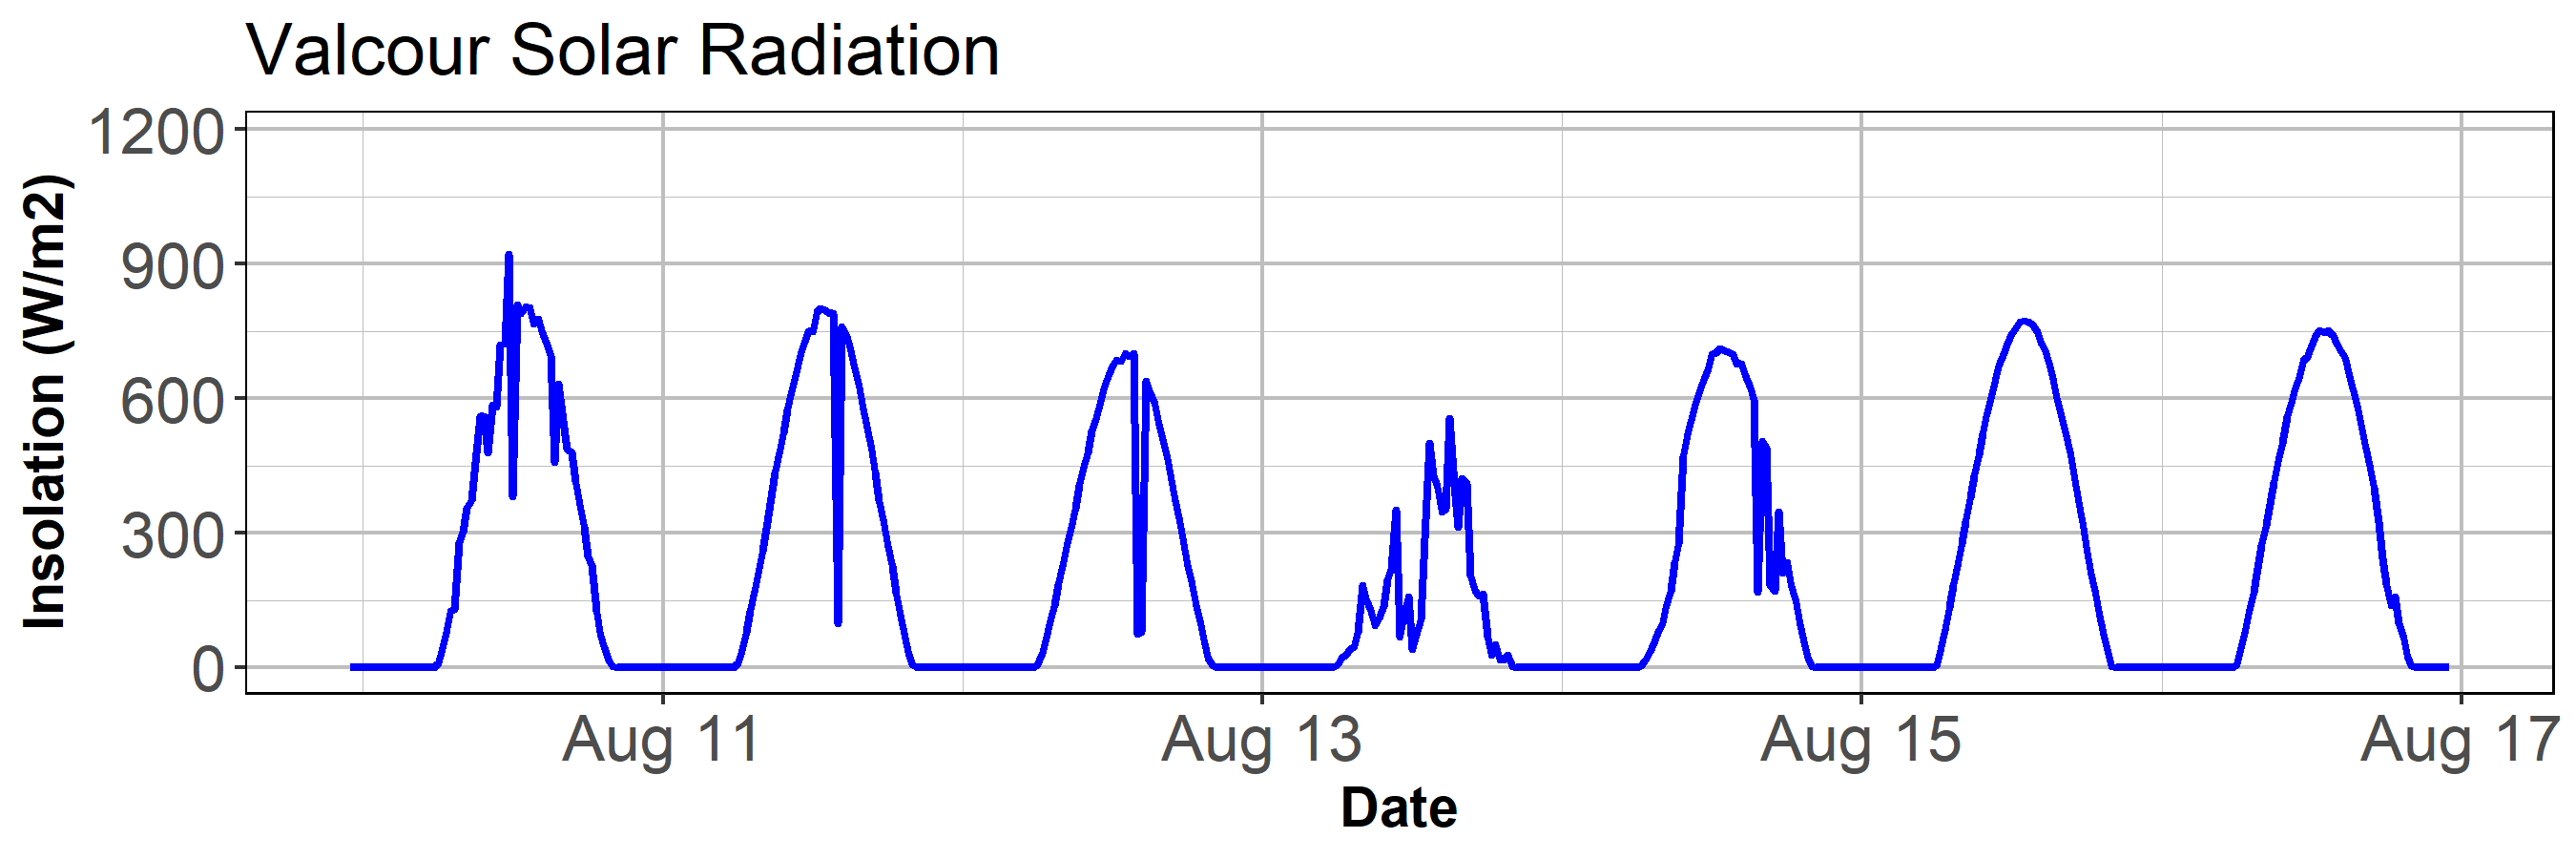 Valcour Solar Radiation
1200
900
600
300
0
Insolation (W/m2)
Aug 11 Aug 13 Aug 15 Aug 17
Date